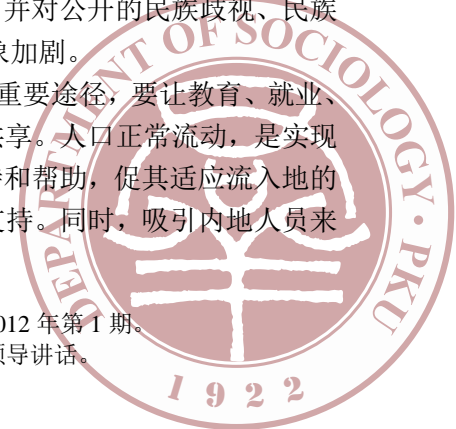 并对公开的民族歧视、民族
象加剧。
重要途径，要让教育、就业、
共享。人口正常流动，是实现
和帮助，促其适应流入地的
支持。同时，吸引内地人员来
012 年第 1 期。
领导讲话。
DEPARTMENT OF SOCIOLOGY · PKU
1922